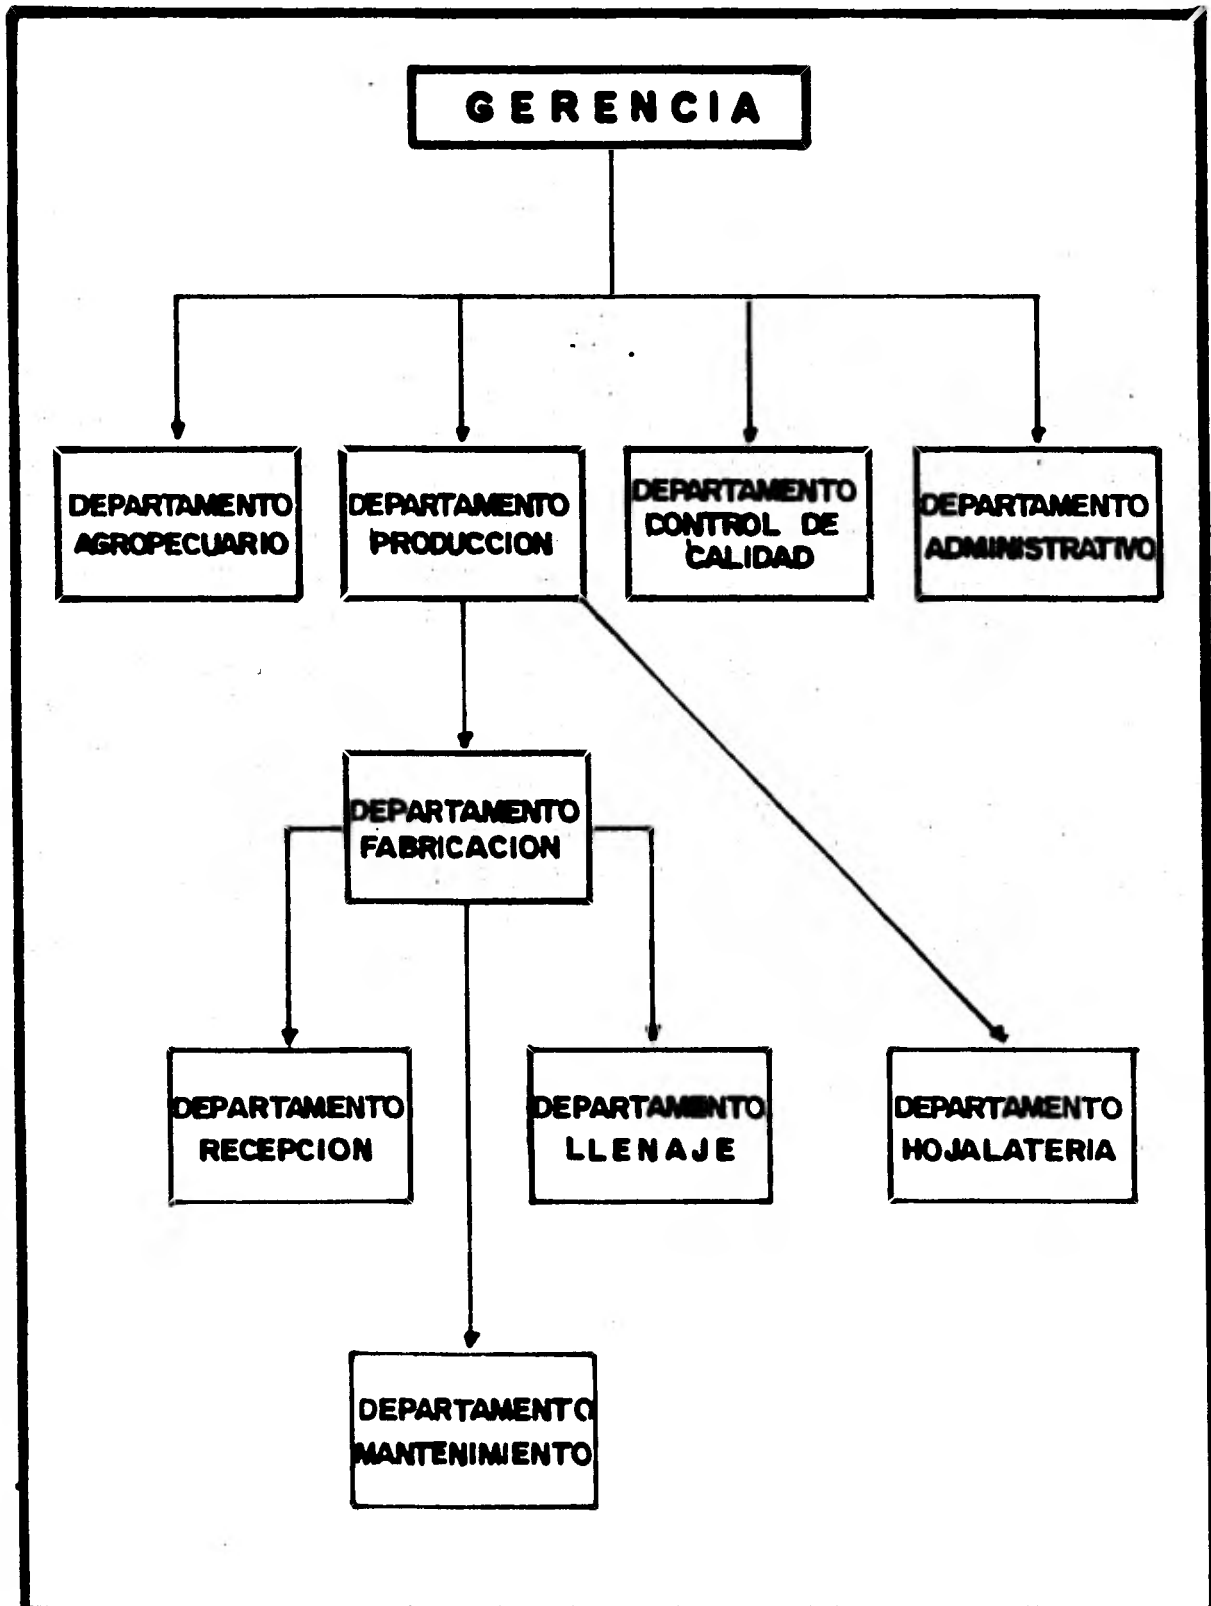 GERENCIA
DEPARTAMENTO
AGROPECUARIO
DEPARTAMENTO
PRODUCCION
DEPARTAMENTO
CONTROL DE
CALIDAD
DEPARTAMENTO
ADMINISTRATIVO
DEPARTAMENTO
FABRICACION
DEPARTAMENTO
RECEPCION
DEPARTAMENTO
LLENAJE
DEPARTAMENTO
HOJALATERIA
DEPARTAMENTO
MANTENIMIENTO